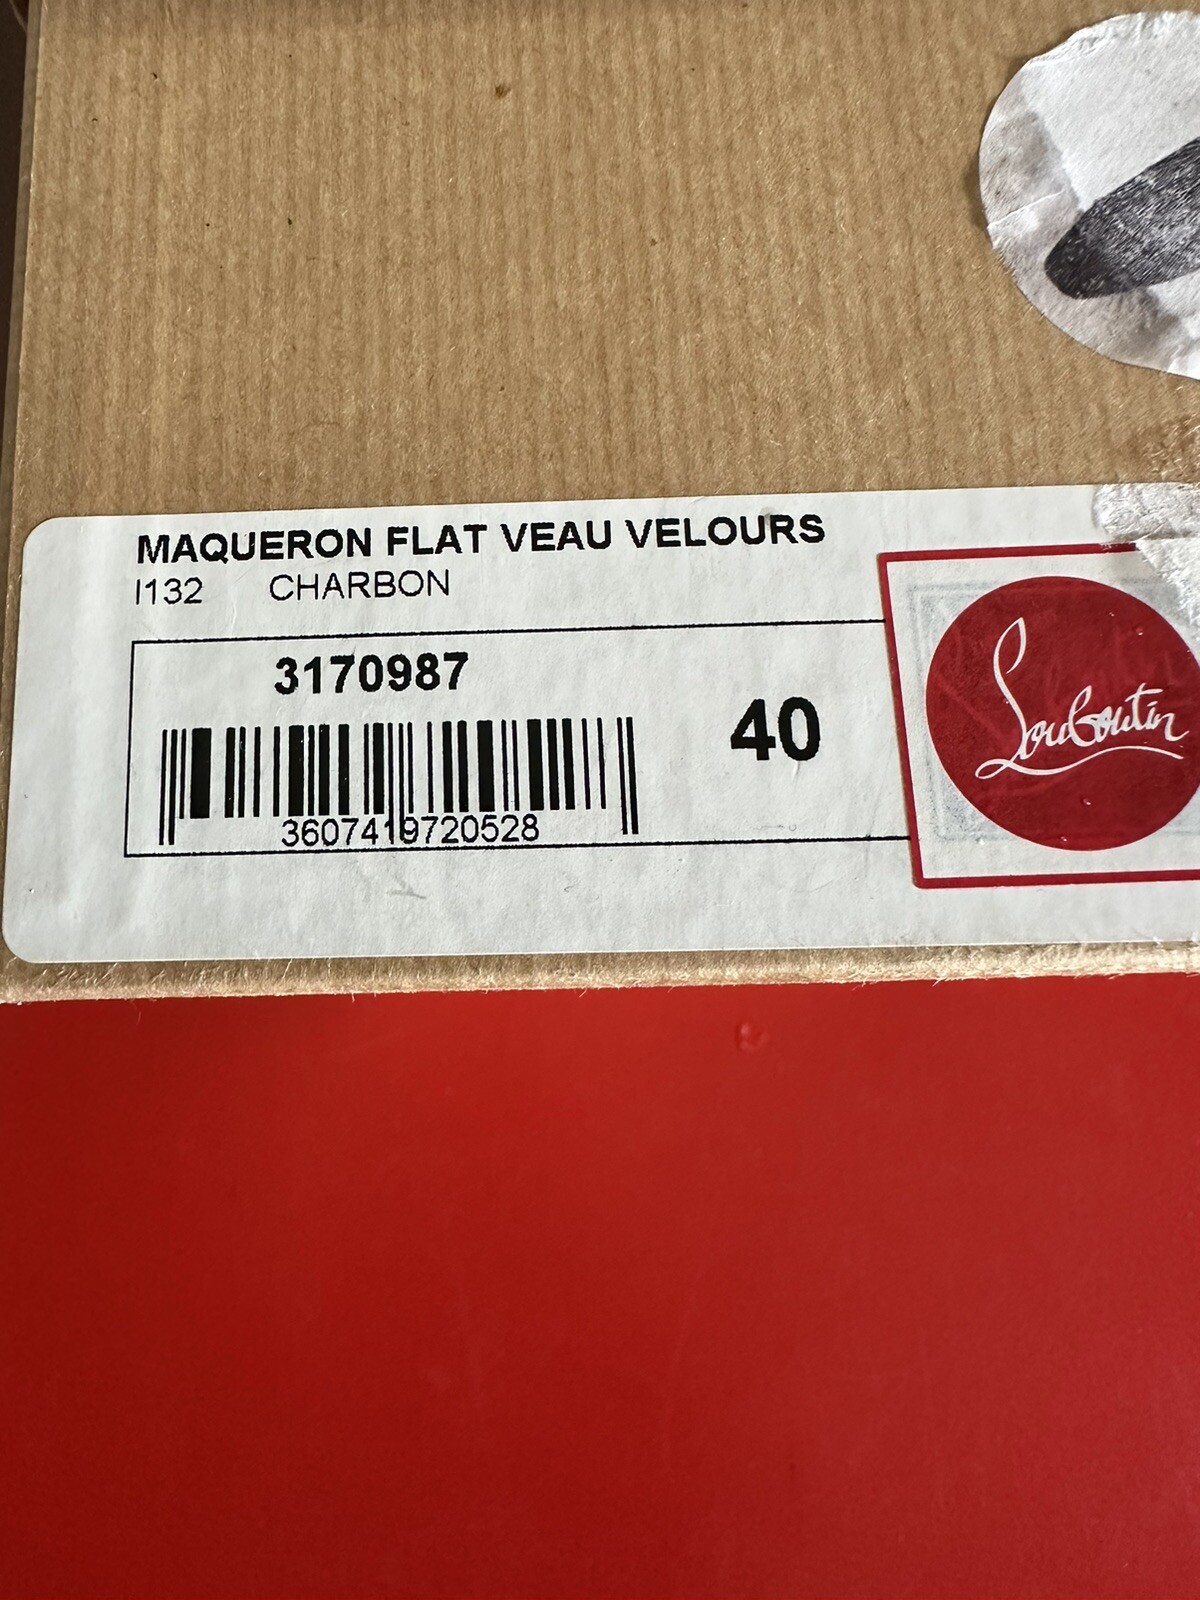 MAQUERON FLAT VEAU VELOURS
I132 CHARBON
3170987
40
3607419720528
Louboutin